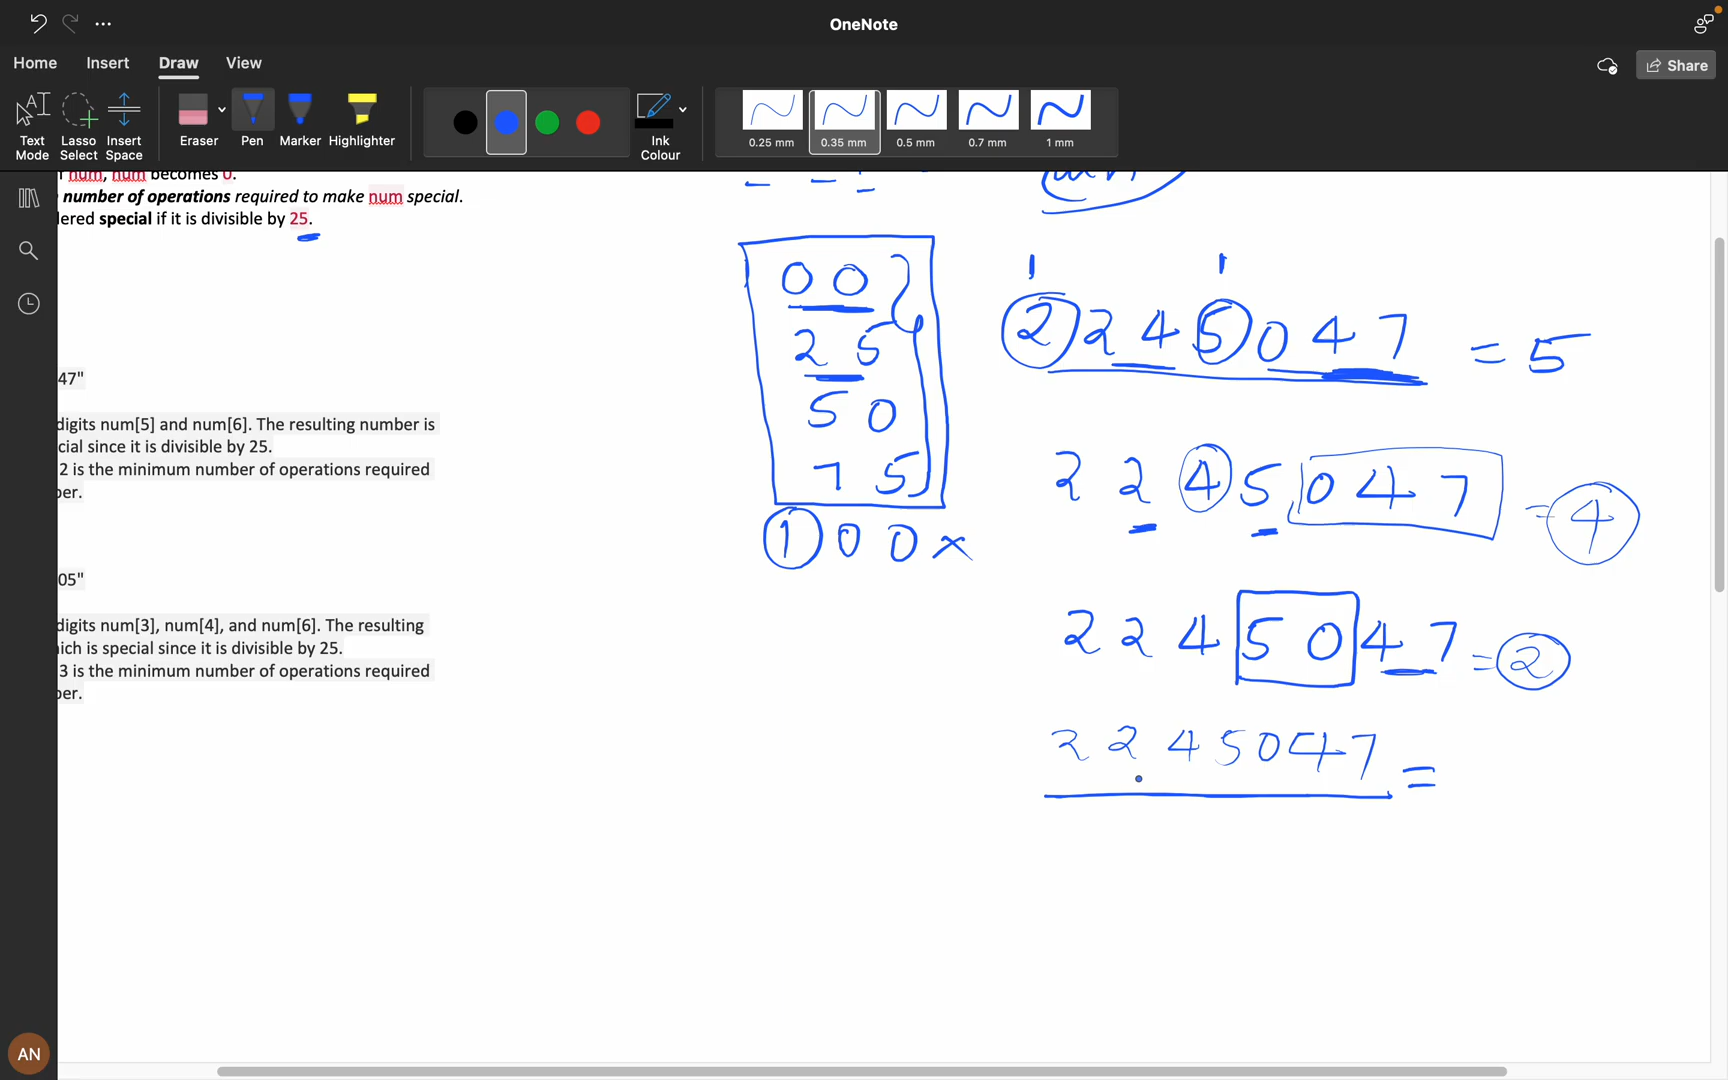 OneNote
Home Insert Draw View
Share
Text Mode
Lasso Select
Insert Space
Eraser
Pen
Marker
Highlighter
Ink Colour
0.25 mm
0.35 mm
0.5 mm
0.7 mm
1 mm
num, num becomes 0.
number of operations required to make num special.
dered special if it is divisible by 25.
47"
digits num[5] and num[6]. The resulting number is
cial since it is divisible by 25.
2 is the minimum number of operations required
ber.
05"
digits num[3], num[4], and num[6]. The resulting
ich is special since it is divisible by 25.
3 is the minimum number of operations required
ber.
0 0
2 5
5 0
7 5
1 0 0 x
1 1
2 2 4 5 0 4 7 = 5
2 2 4 5 0 4 7 = 4
2 2 4 5 0 4 7 = 2
2 2 4 5 0 4 7 =
AN